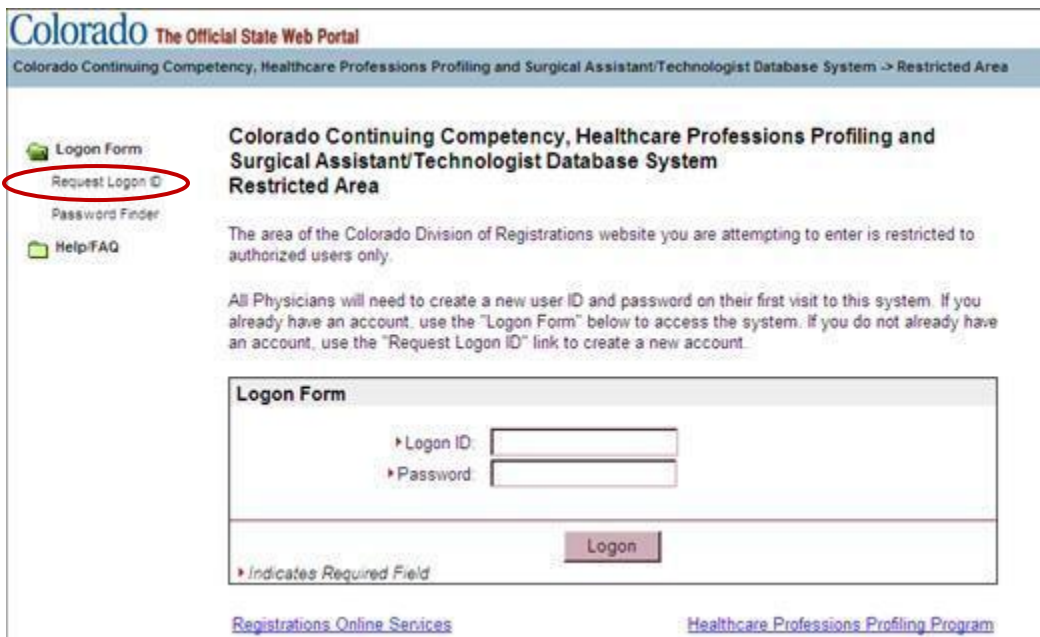 Colorado The Official State Web Portal
Colorado Continuing Competency, Healthcare Professions Profiling and Surgical Assistant/Technologist Database System -> Restricted Area
Logon Form
Request Logon ID
Password Finder
Help/FAQ
Colorado Continuing Competency, Healthcare Professions Profiling and
Surgical Assistant/Technologist Database System
Restricted Area
The area of the Colorado Division of Registrations website you are attempting to enter is restricted to
authorized users only.
All Physicians will need to create a new user ID and password on their first visit to this system. If you
already have an account, use the "Logon Form" below to access the system. If you do not already have
an account, use the "Request Logon ID" link to create a new account.
Logon Form
Logon ID:
Password:
Logon
Indicates Required Field
Registrations Online Services
Healthcare Professions Profiling Program